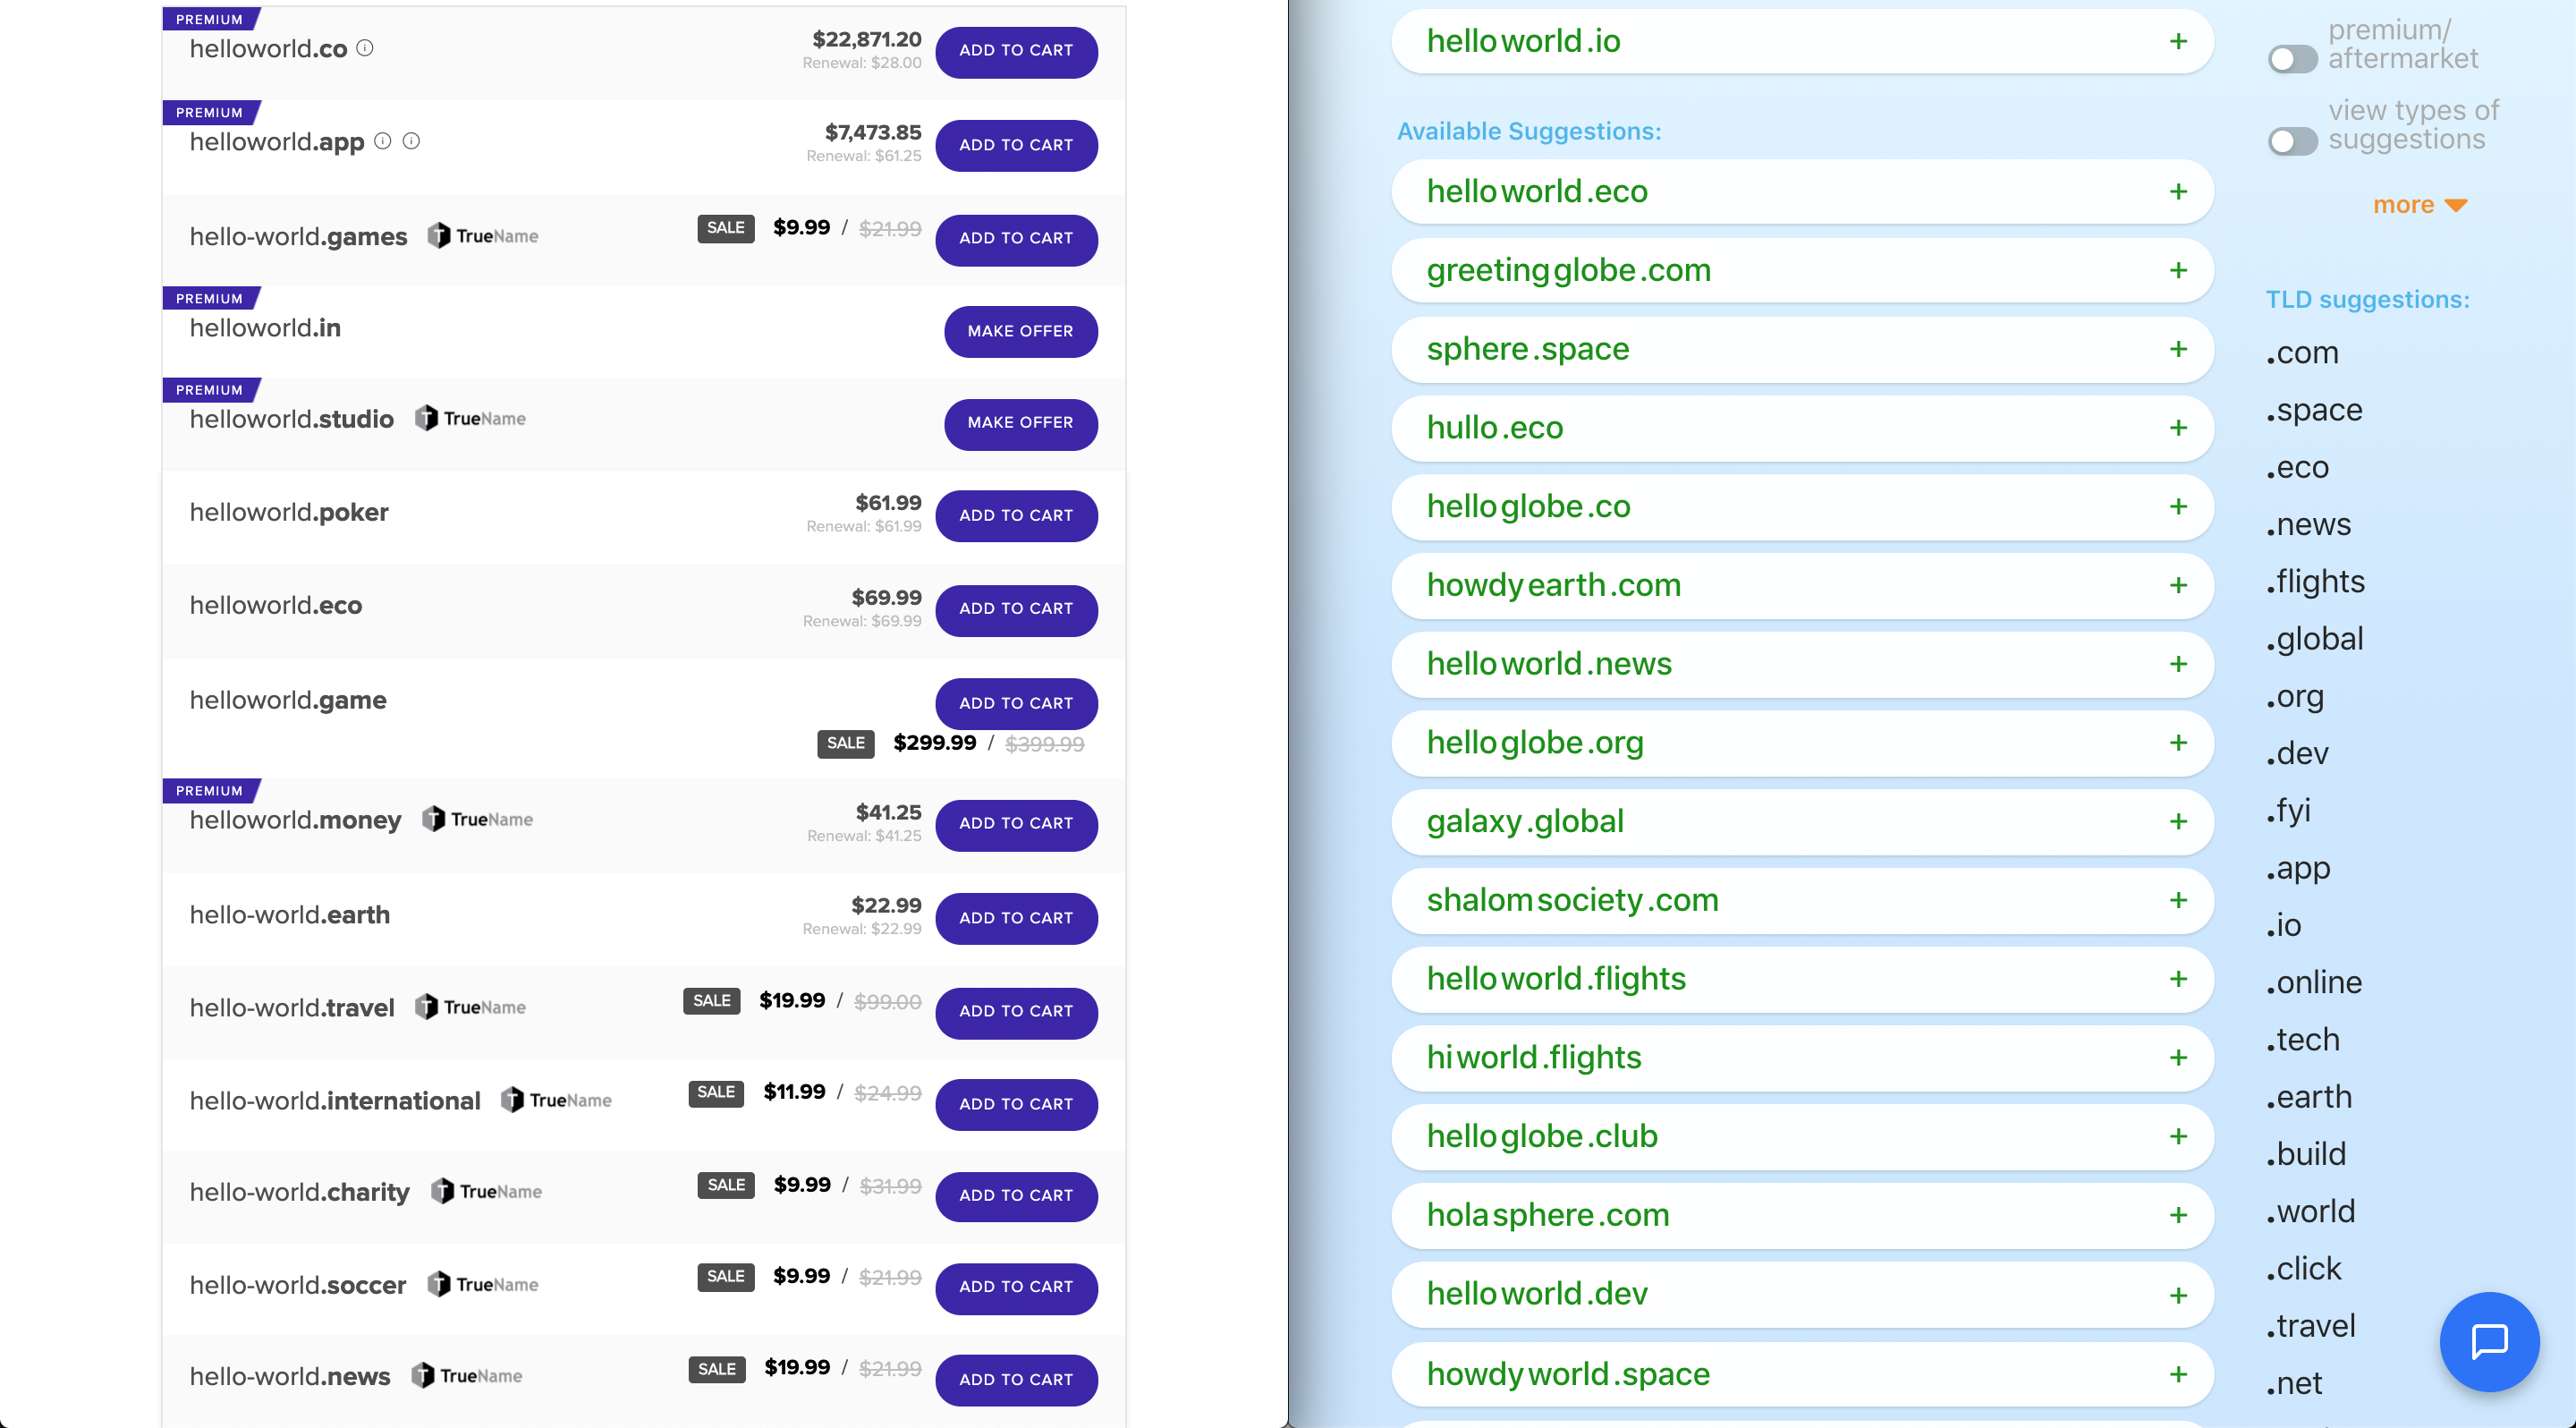 PREMIUM
helloworld.co
$22,871.20
Renewal: $28.00
ADD TO CART
PREMIUM
helloworld.app
$7,473.85
Renewal: $61.25
ADD TO CART
hello-world.games TrueName
SALE $9.99 / $21.99
ADD TO CART
PREMIUM
helloworld.in
MAKE OFFER
PREMIUM
helloworld.studio TrueName
MAKE OFFER
helloworld.poker
$61.99
Renewal: $61.99
ADD TO CART
helloworld.eco
$69.99
Renewal: $69.99
ADD TO CART
helloworld.game
ADD TO CART
SALE $299.99 / $399.99
PREMIUM
helloworld.money TrueName
$41.25
Renewal: $41.25
ADD TO CART
hello-world.earth
$22.99
Renewal: $22.99
ADD TO CART
hello-world.travel TrueName
SALE $19.99 / $99.00
ADD TO CART
hello-world.international TrueName
SALE $11.99 / $24.99
ADD TO CART
hello-world.charity TrueName
SALE $9.99 / $31.99
ADD TO CART
hello-world.soccer TrueName
SALE $9.99 / $21.99
ADD TO CART
hello-world.news TrueName
SALE $19.99 / $21.99
ADD TO CART
helloworld.io +
Available Suggestions:
helloworld.eco +
greetingglobe.com +
sphere.space +
hullo.eco +
helloglobe.co +
howdyearth.com +
helloworld.news +
helloglobe.org +
galaxy.global +
shalomsociety.com +
helloworld.flights +
hiworld.flights +
helloglobe.club +
holasphere.com +
helloworld.dev +
howdyworld.space +
premium/
aftermarket
view types of
suggestions
more
TLD suggestions:
.com
.space
.eco
.news
.flights
.global
.org
.dev
.fyi
.app
.io
.online
.tech
.earth
.build
.world
.click
.travel
.net